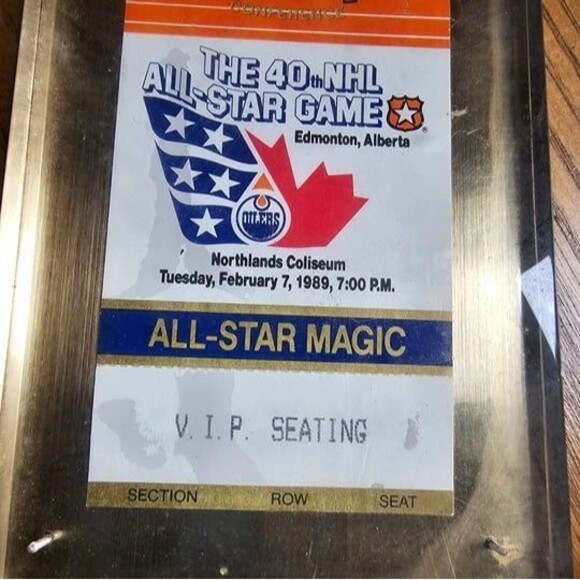 CONFERENCE
THE 40th NHL
ALL-STAR GAME
Edmonton, Alberta
OILERS
Northlands Coliseum
Tuesday, February 7, 1989, 7:00 P.M.
ALL-STAR MAGIC
V.I.P. SEATING
SECTION ROW SEAT